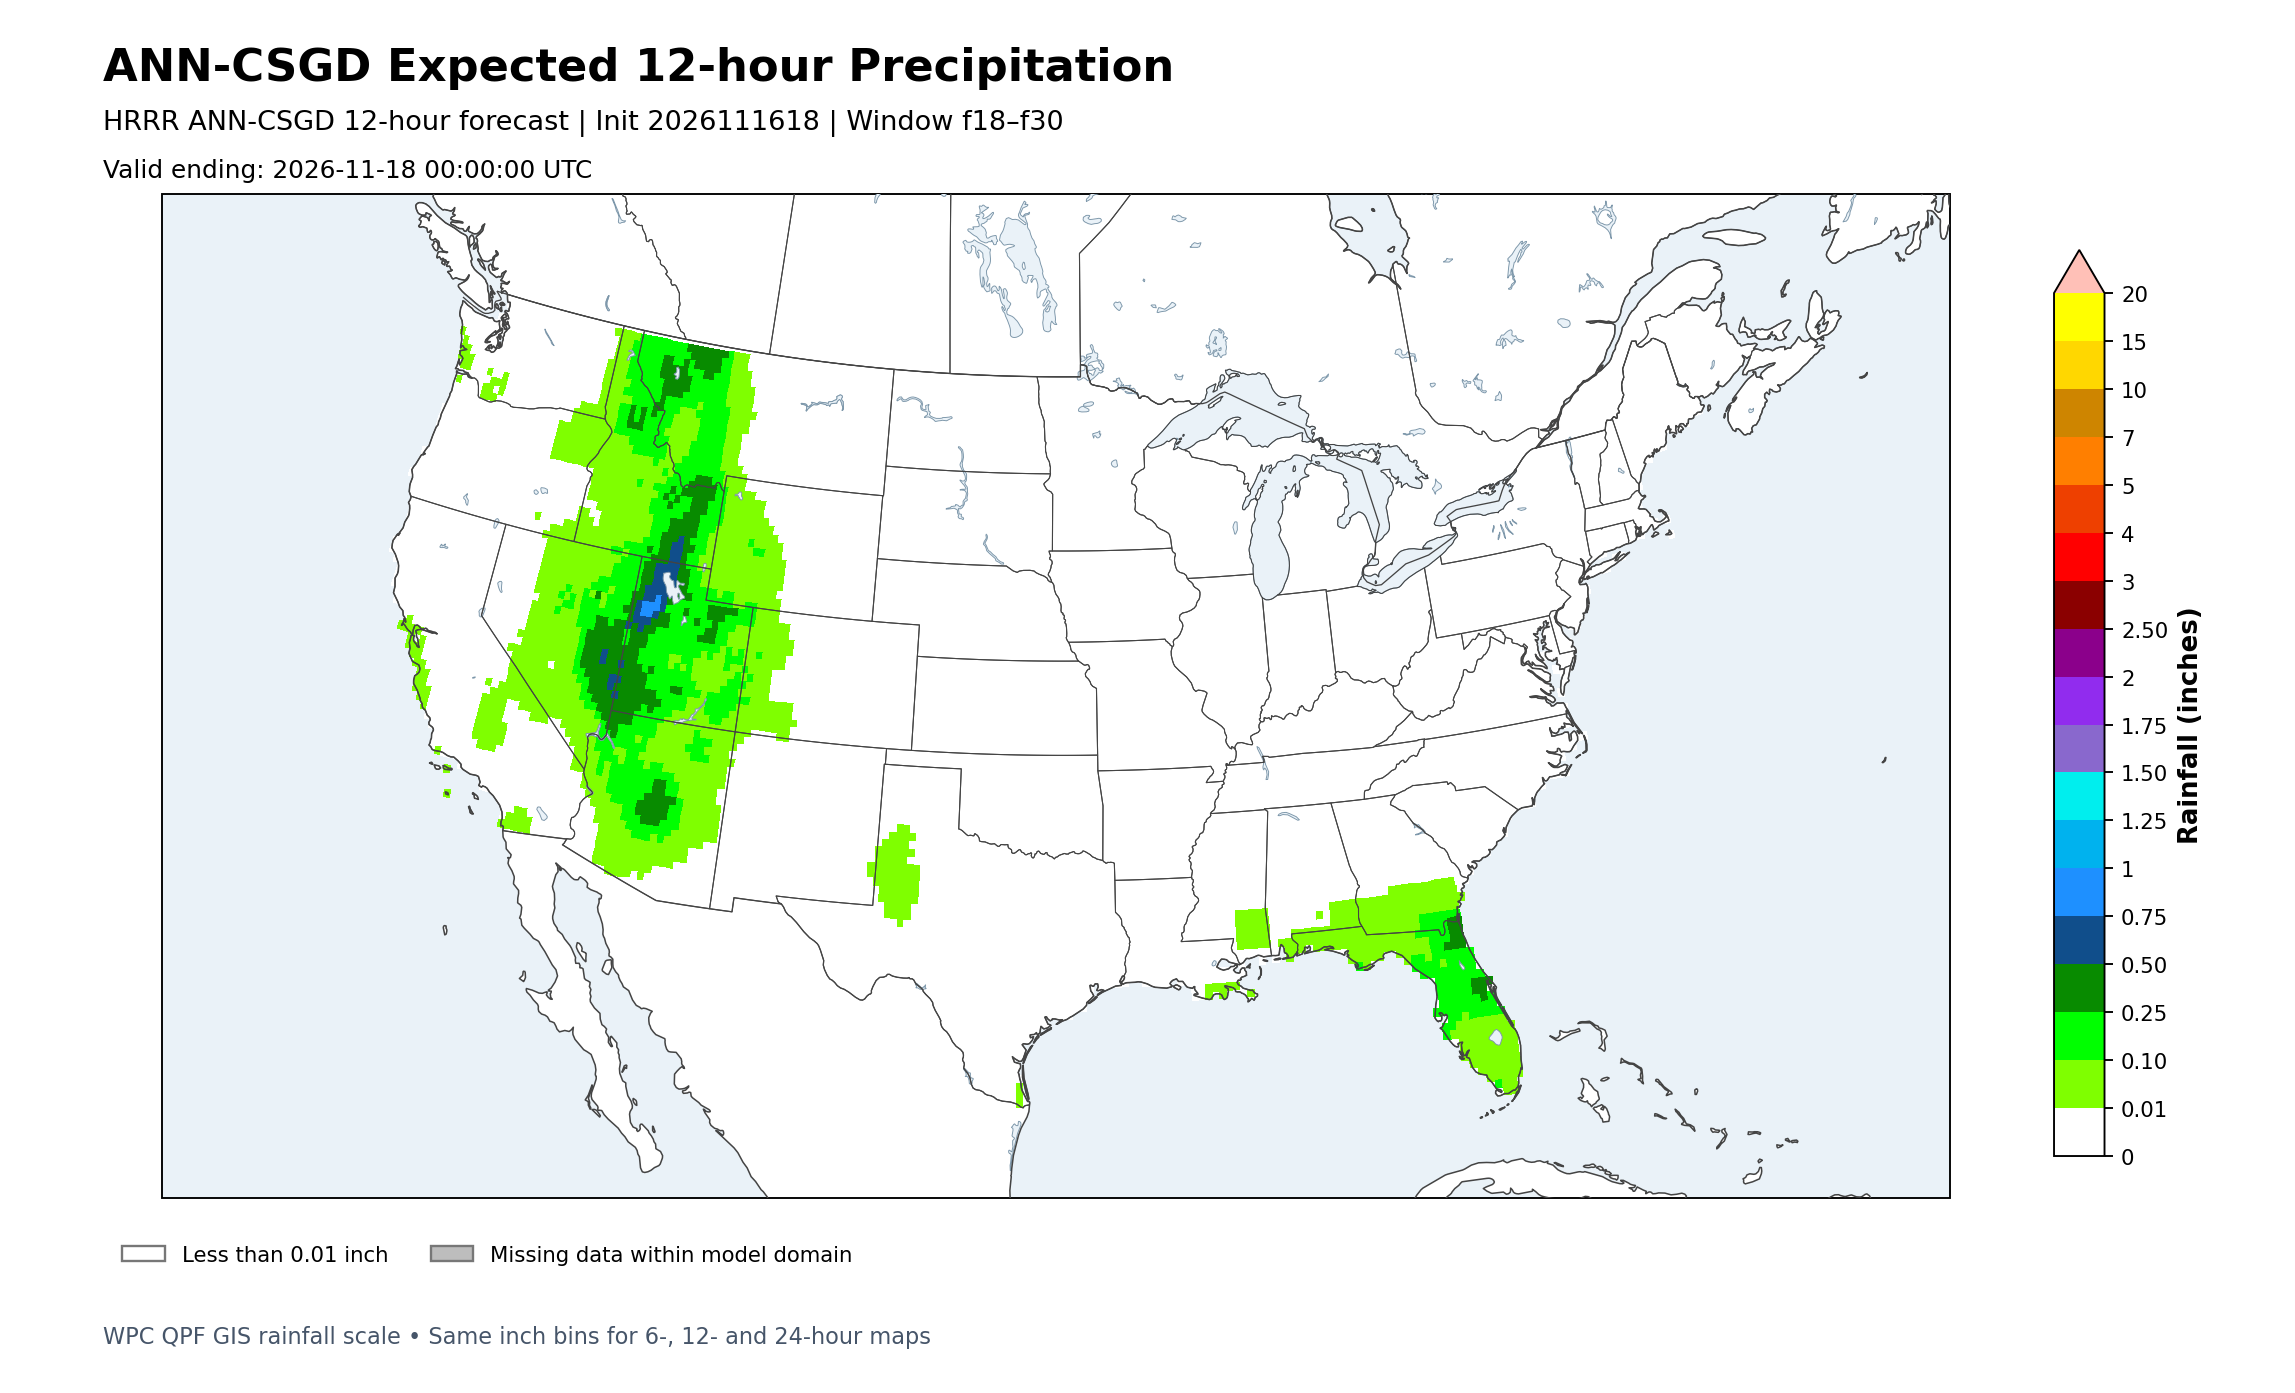 ANN-CSGD Expected 12-hour Precipitation
HRRR ANN-CSGD 12-hour forecast | Init 2026111618 | Window f18–f30
Valid ending: 2026-11-18 00:00:00 UTC
20
15
10
7
5
4
3
2.50
2
1.75
1.50
1.25
1
0.75
0.50
0.25
0.10
0.01
0
Rainfall (inches)
Less than 0.01 inch
Missing data within model domain
WPC QPF GIS rainfall scale • Same inch bins for 6-, 12- and 24-hour maps